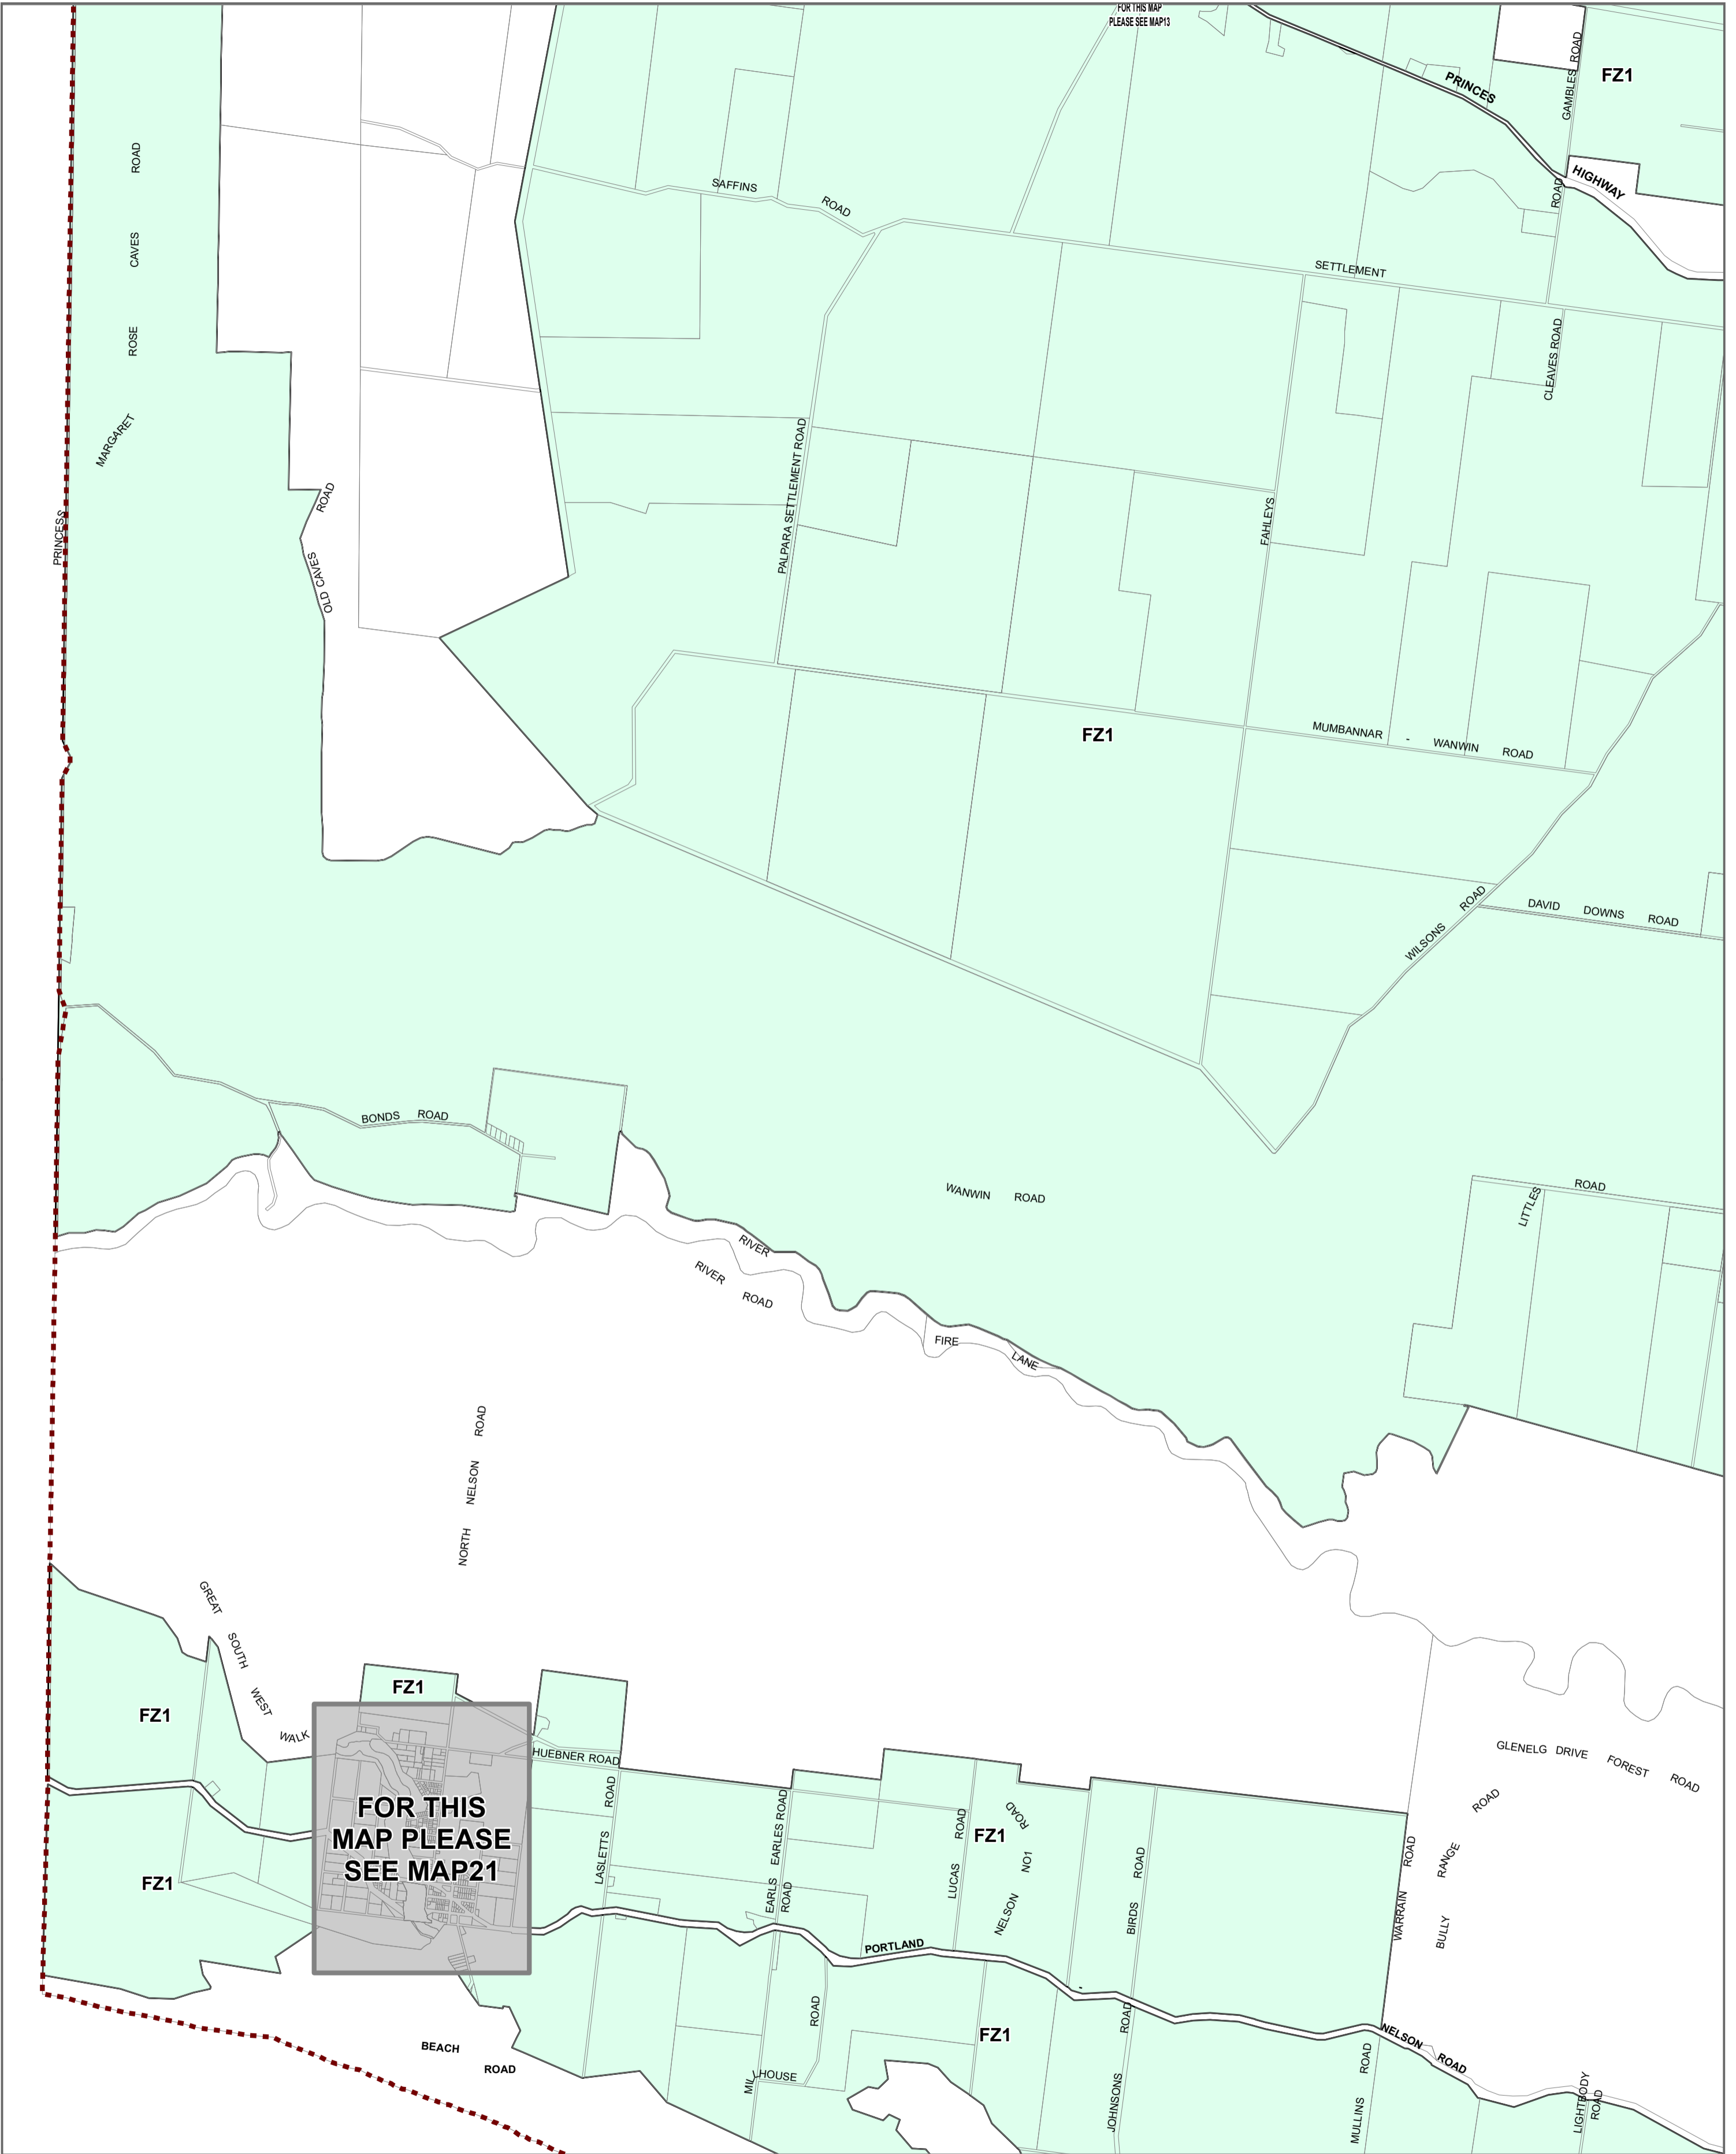 FOR THIS MAP
PLEASE SEE MAP13
FZ1
GAMBLES ROAD
PRINCES
HIGHWAY
ROAD
SAFFINS
ROAD
SETTLEMENT
CLEAVES ROAD
PRINCESS
MARGARET
ROSE
CAVES
ROAD
OLD CAVES
ROAD
PALPARA SETTLEMENT ROAD
FAHLEYS
FZ1
MUMBANNAR
-
WANWIN
ROAD
WILSONS
ROAD
DAVID DOWNS ROAD
BONDS ROAD
WANWIN ROAD
LITTLES
ROAD
RIVER
RIVER
ROAD
FIRE
LANE
NORTH NELSON ROAD
GREAT
SOUTH
WEST
WALK
FZ1
FZ1
FZ1
FOR THIS
MAP PLEASE
SEE MAP21
HUEBNER ROAD
LASLETTS
ROAD
EARLES ROAD
EARLS
ROAD
LUCAS
ROAD
FZ1
NELSON
NO1
ROAD
BIRDS
ROAD
WARRAIN
ROAD
BULLY
RANGE
ROAD
GLENELG DRIVE
FOREST
ROAD
PORTLAND
-
NELSON
ROAD
FZ1
BEACH
ROAD
MILLHOUSE
ROAD
JOHNSONS
ROAD
MULLINS
ROAD
LIGHTBODY
ROAD